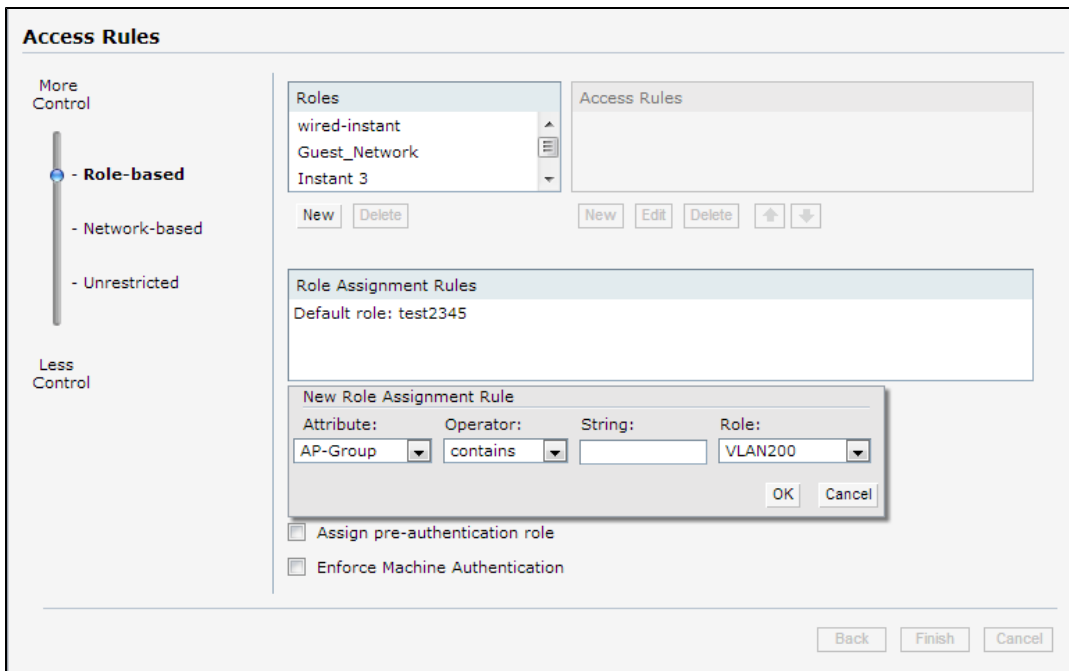 Access Rules
More
Control
- Role-based
- Network-based
- Unrestricted
Less
Control
Roles
wired-instant
Guest_Network
Instant 3
New Delete
Access Rules
New Edit Delete
Role Assignment Rules
Default role: test2345
New Role Assignment Rule
Attribute: Operator: String: Role:
AP-Group contains VLAN200
OK Cancel
Assign pre-authentication role
Enforce Machine Authentication
Back Finish Cancel